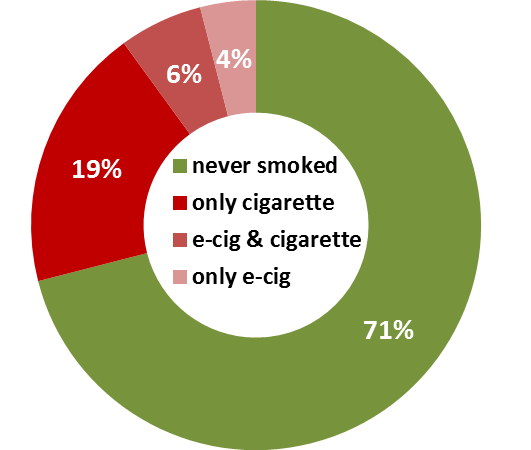 4%
6%
19%
never smoked
only cigarette
e-cig & cigarette
only e-cig
71%